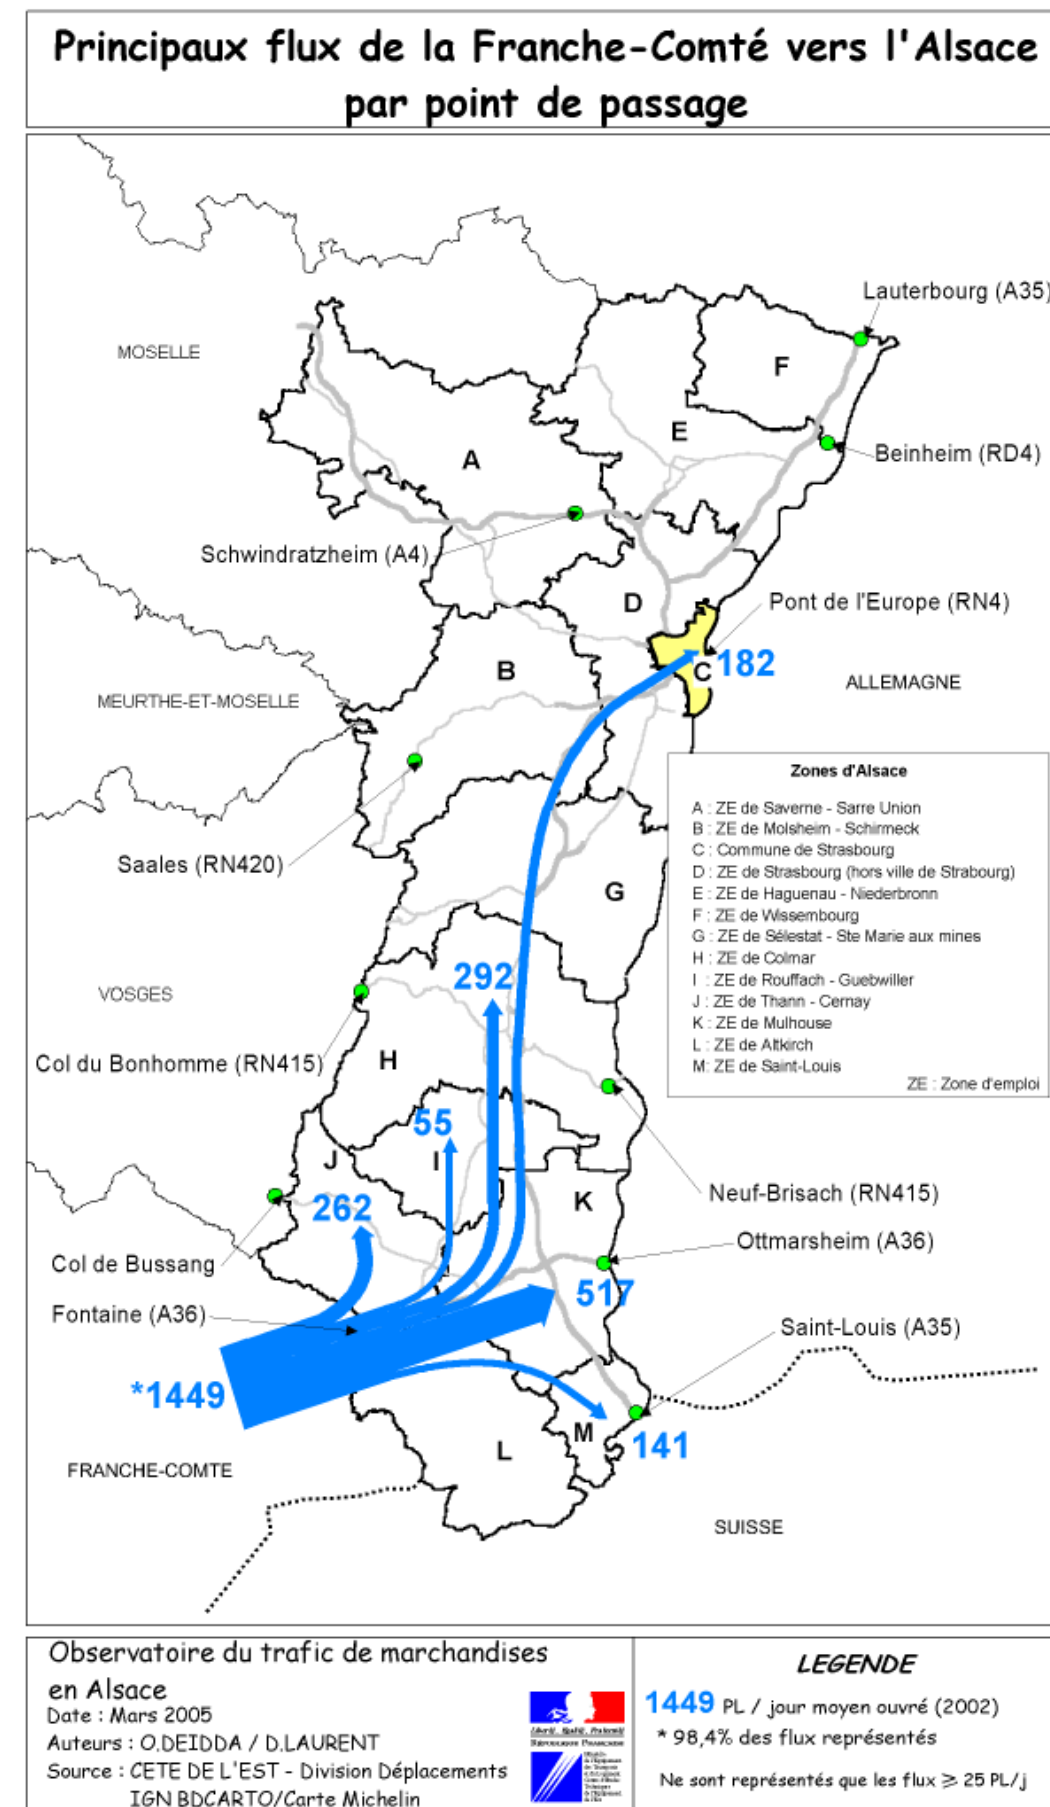 Principaux flux de la Franche-Comté vers l'Alsace
par point de passage
Lauterbourg (A35)
MOSELLE
F
E
Beinheim (RD4)
A
Schwindratzheim (A4)
D
Pont de l'Europe (RN4)
B
C 182
ALLEMAGNE
MEURTHE-ET-MOSELLE
Zones d'Alsace
A : ZE de Saverne - Sarre Union
B : ZE de Molsheim - Schirmeck
C : Commune de Strasbourg
D : ZE de Strasbourg (hors ville de Strabourg)
E : ZE de Haguenau - Niederbronn
F : ZE de Wissembourg
G : ZE de Sélestat - Ste Marie aux mines
H : ZE de Colmar
I : ZE de Rouffach - Guebwiller
J : ZE de Thann - Cernay
K : ZE de Mulhouse
L : ZE de Altkirch
M: ZE de Saint-Louis
ZE : Zone d'emploi
Saales (RN420)
G
292
VOSGES
Col du Bonhomme (RN415)
H
55
J
I
K
Neuf-Brisach (RN415)
262
Ottmarsheim (A36)
Col de Bussang
517
Fontaine (A36)
Saint-Louis (A35)
*1449
M
141
L
FRANCHE-COMTE
SUISSE
Observatoire du trafic de marchandises
en Alsace
Date : Mars 2005
Auteurs : O.DEIDDA / D.LAURENT
Source : CETE DE L'EST - Division Déplacements
IGN BDCARTO/Carte Michelin
Liberté. Égalité. Fraternité
RÉPUBLIQUE FRANÇAISE
LEGENDE
1449 PL / jour moyen ouvré (2002)
* 98,4% des flux représentés
Ne sont représentés que les flux ⩾ 25 PL/j